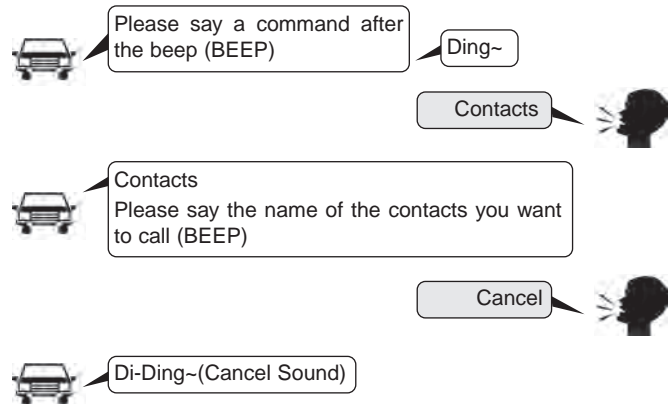 Please say a command after
the beep (BEEP)
Ding~
Contacts
Contacts
Please say the name of the contacts you want
to call (BEEP)
Cancel
Di-Ding~(Cancel Sound)